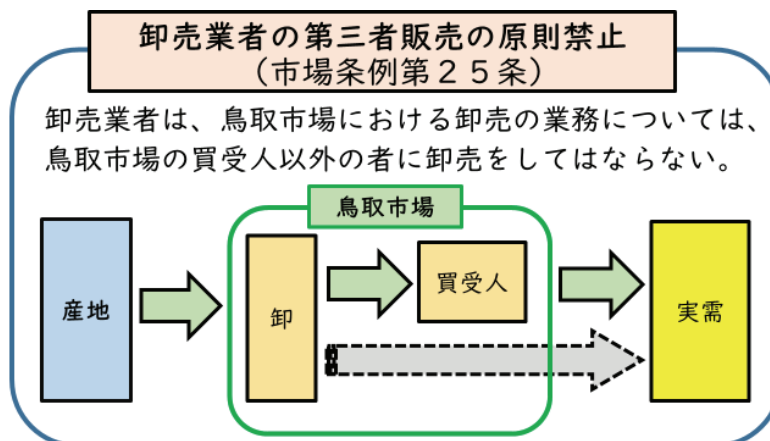 卸売業者の第三者販売の原則禁止
（市場条例第２５条）
卸売業者は、鳥取市場における卸売の業務については、
鳥取市場の買受人以外の者に卸売をしてはならない。
鳥取市場
産地
卸
買受人
実需